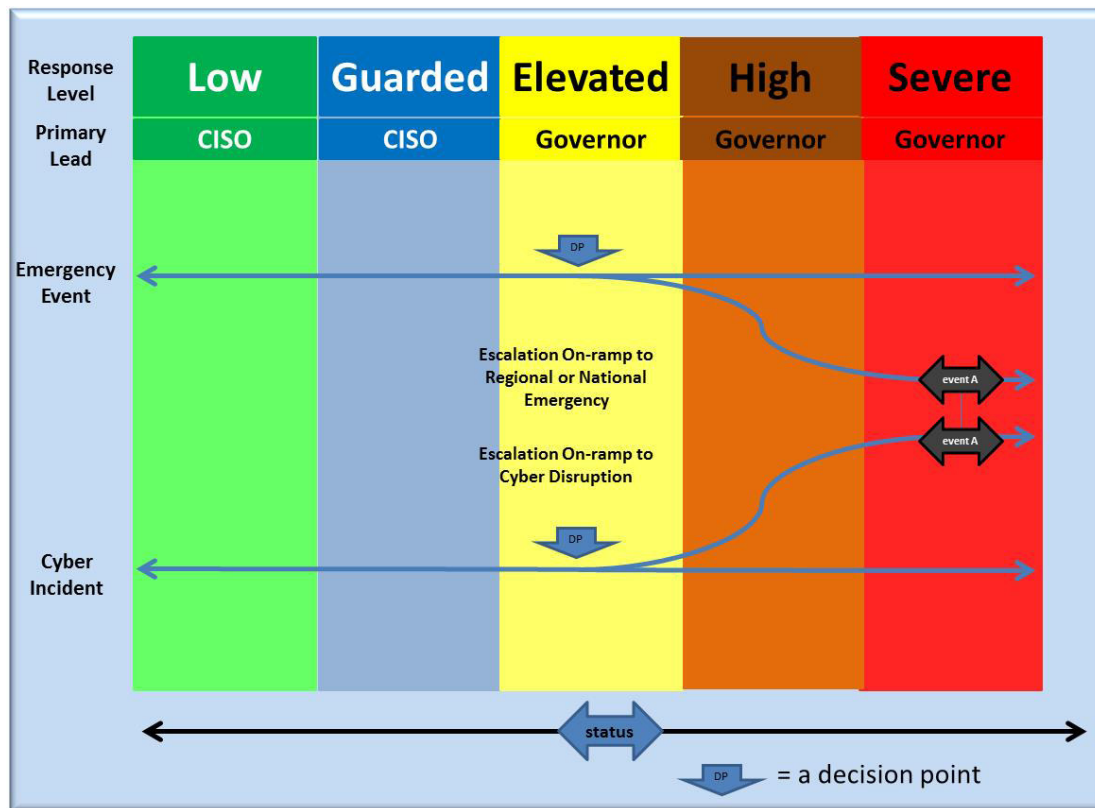 Response
Level
Low
Guarded
Elevated
High
Severe
Primary
Lead
CISO
CISO
Governor
Governor
Governor
DP
Emergency
Event
Escalation On-ramp to
Regional or National
Emergency
event A
event A
Escalation On-ramp to
Cyber Disruption
DP
Cyber
Incident
status
DP
= a decision point